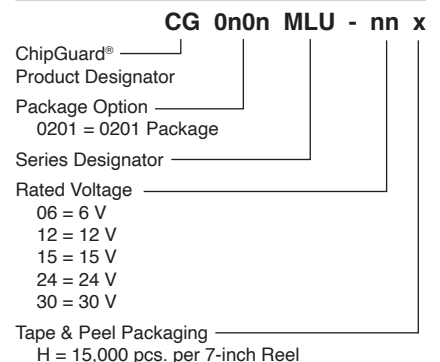 CG 0n0n MLU - nn x
ChipGuard®
Product Designator
Package Option
0201 = 0201 Package
Series Designator
Rated Voltage
06 = 6 V
12 = 12 V
15 = 15 V
24 = 24 V
30 = 30 V
Tape & Peel Packaging
H = 15,000 pcs. per 7-inch Reel